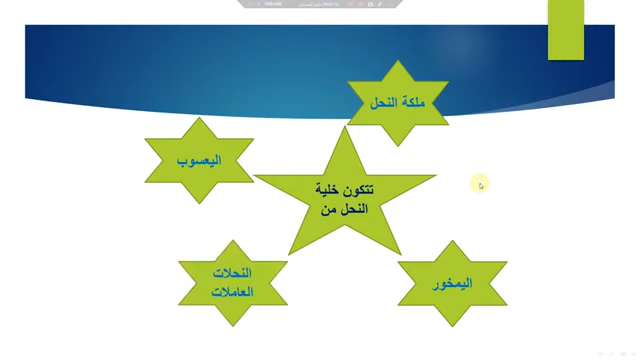 ملكة النحل
اليعسوب
تتكون خلية
النحل من
النحلات
العاملات
اليمخور